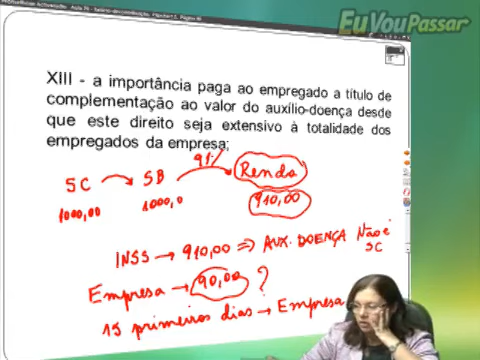 EuVouPassar
XIII - a importância paga ao empregado a título de
complementação ao valor do auxílio-doença desde
que este direito seja extensivo à totalidade dos
empregados da empresa;
91%
SC SB Renda
1000,00 1000,0 910,00
INSS → 910,00 ⇒ AUX. DOENÇA Não é
SC
Empresa → 90,00 ?
15 primeiros dias → Empresa